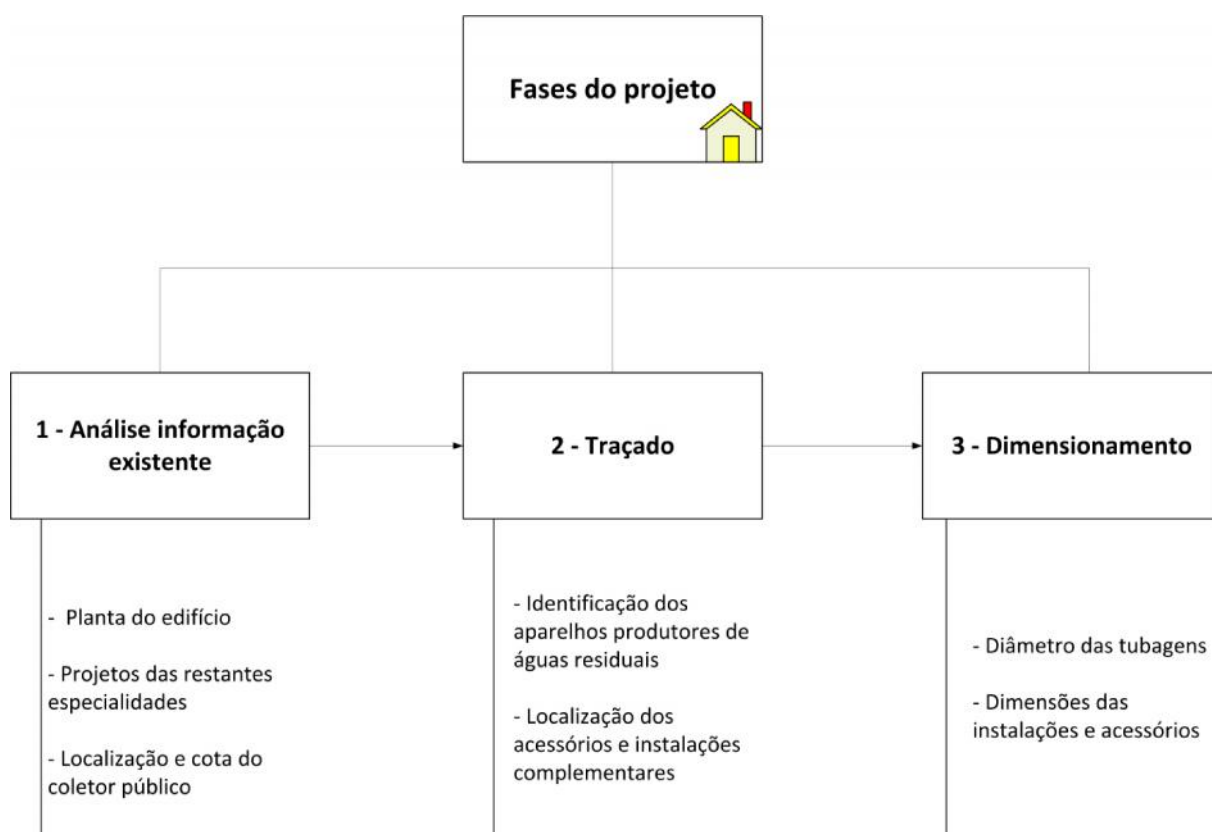 Fases do projeto
1 - Análise informação
existente
2 - Traçado
3 - Dimensionamento
- Planta do edifício
- Projetos das restantes
especialidades
- Localização e cota do
coletor público
- Identificação dos
aparelhos produtores de
águas residuais
- Localização dos
acessórios e instalações
complementares
- Diâmetro das tubagens
- Dimensões das
instalações e acessórios